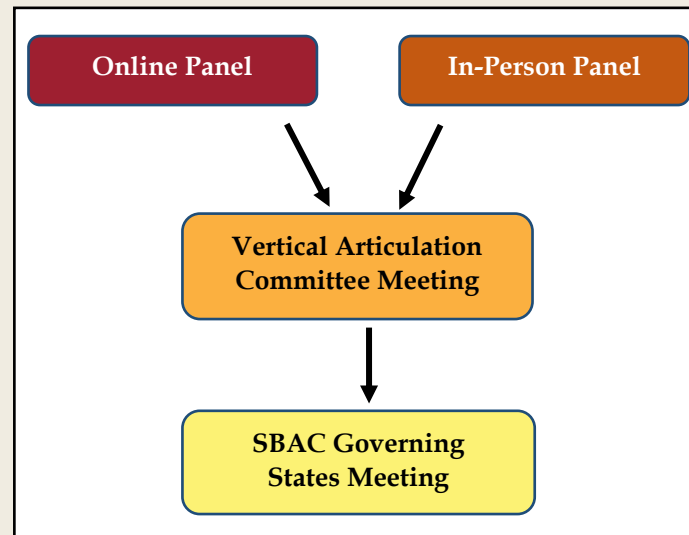 Online Panel
In-Person Panel
Vertical Articulation
Committee Meeting
SBAC Governing
States Meeting